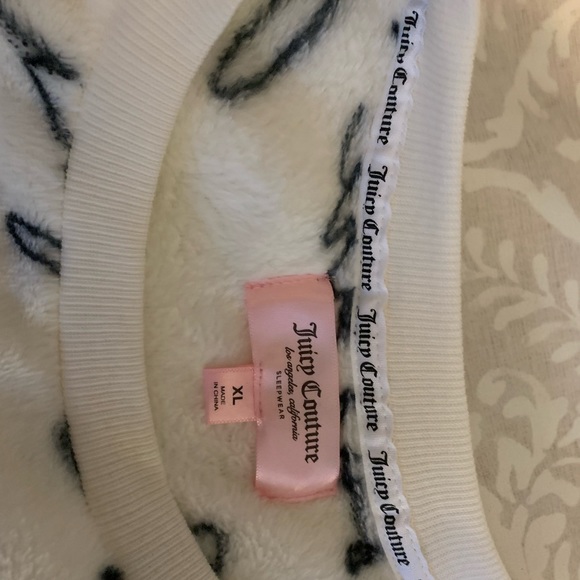 Juicy Couture
Juicy Couture
Juicy Couture
Juicy Couture
Juicy Couture
los angeles, california
SLEEPWEAR
XL
MADE
IN CHINA